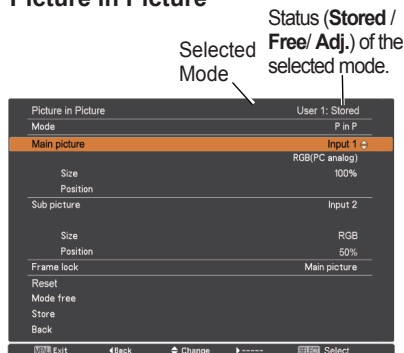 Picture in Picture
Status (Stored /
Free/ Adj.) of the
selected mode.
Selected
Mode
Picture in Picture User 1: Stored
Mode P in P
Main picture Input 1
RGB(PC analog)
Size 100%
Position
Sub picture Input 2
Size RGB
Position 50%
Frame lock Main picture
Reset
Mode free
Store
Back
MENU Exit Back Change ----- SELECT Select